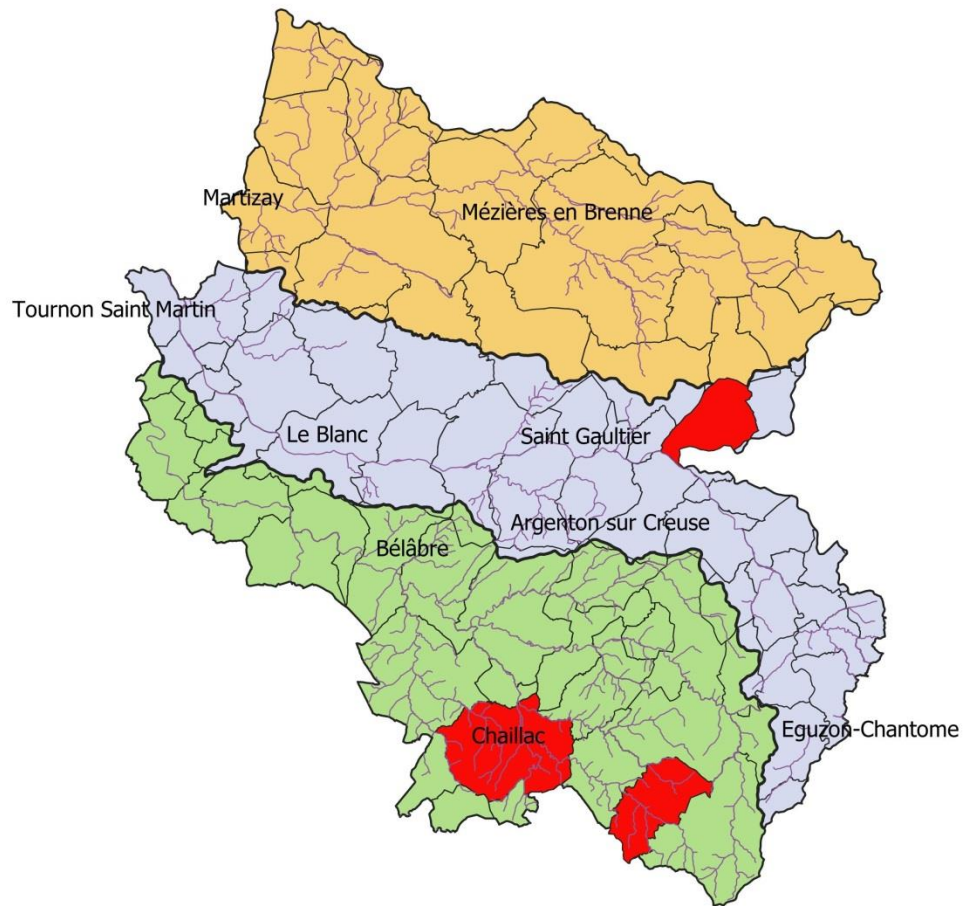 Martizay
Mézières en Brenne
Tournon Saint Martin
Le Blanc
Saint Gaultier
Argenton sur Creuse
Bélâbre
Chaillac
Eguzon-Chantome